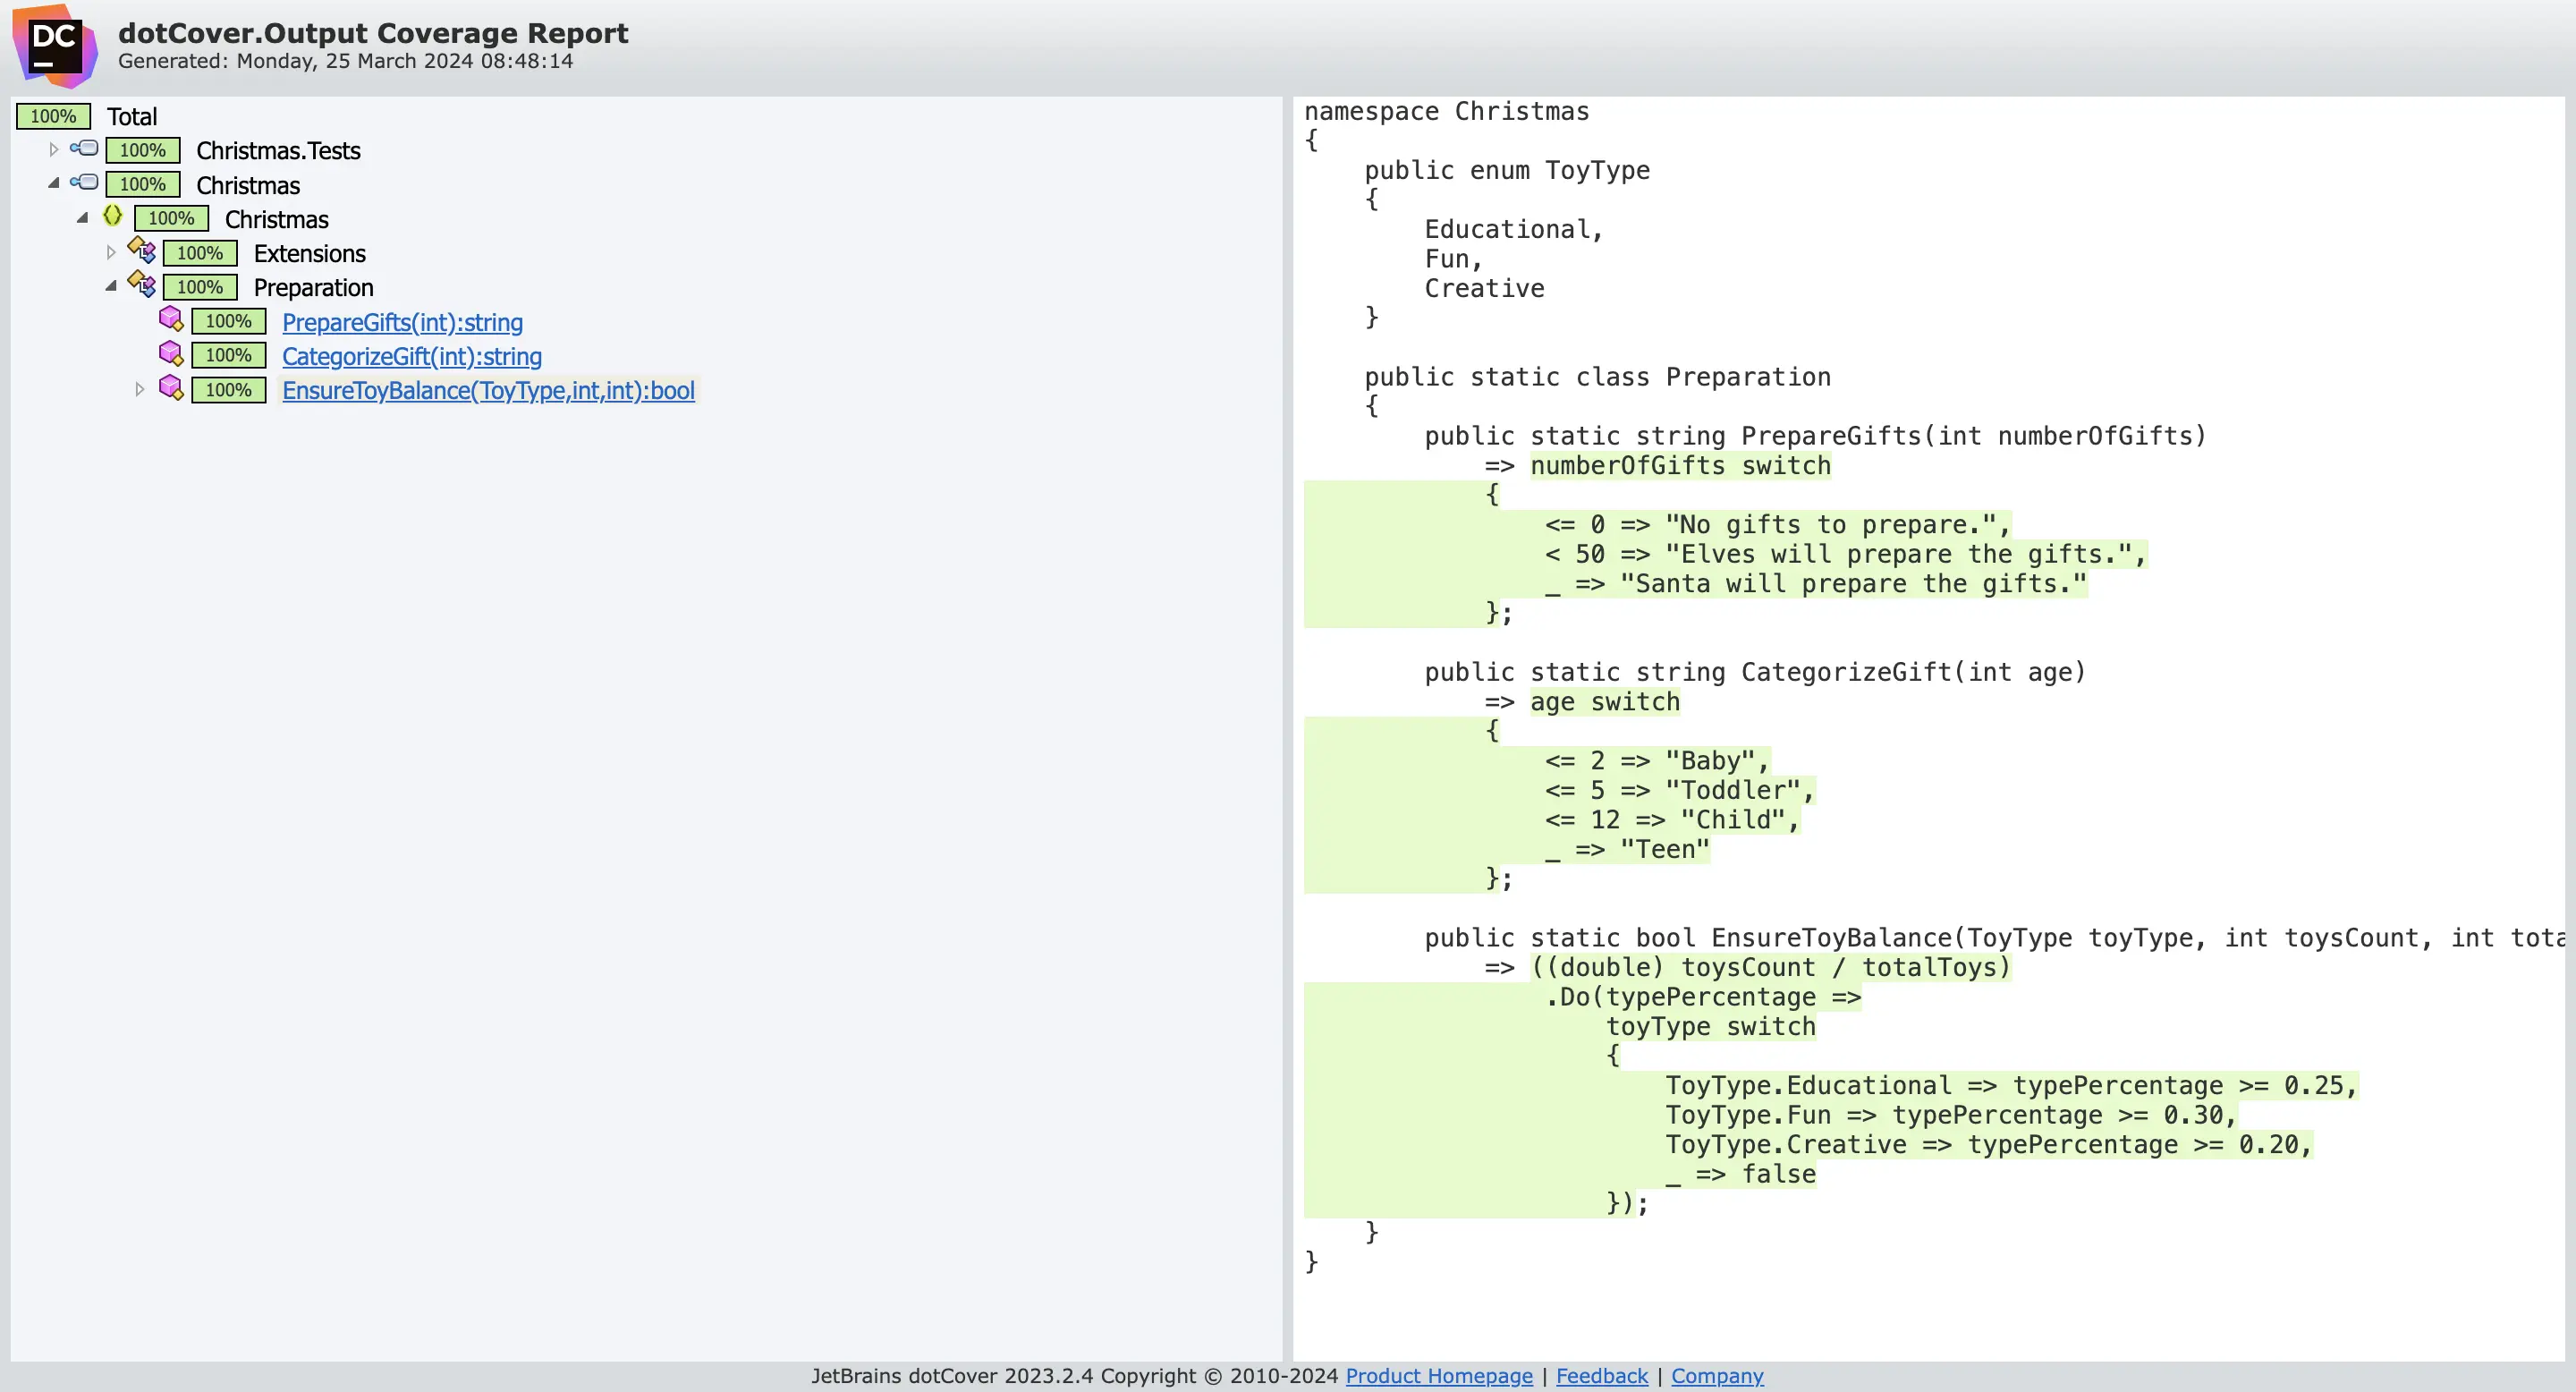 DC
dotCover.Output Coverage Report
Generated: Monday, 25 March 2024 08:48:14
100% Total
100% Christmas.Tests
100% Christmas
100% Christmas
100% Extensions
100% Preparation
100% PrepareGifts(int):string
100% CategorizeGift(int):string
100% EnsureToyBalance(ToyType,int,int):bool
namespace Christmas
{
    public enum ToyType
    {
        Educational,
        Fun,
        Creative
    }

    public static class Preparation
    {
        public static string PrepareGifts(int numberOfGifts)
            => numberOfGifts switch
            {
                <= 0 => "No gifts to prepare.",
                < 50 => "Elves will prepare the gifts.",
                _ => "Santa will prepare the gifts."
            };

        public static string CategorizeGift(int age)
            => age switch
            {
                <= 2 => "Baby",
                <= 5 => "Toddler",
                <= 12 => "Child",
                _ => "Teen"
            };

        public static bool EnsureToyBalance(ToyType toyType, int toysCount, int tota
            => ((double) toysCount / totalToys)
                .Do(typePercentage =>
                    toyType switch
                    {
                        ToyType.Educational => typePercentage >= 0.25,
                        ToyType.Fun => typePercentage >= 0.30,
                        ToyType.Creative => typePercentage >= 0.20,
                        _ => false
                    });
    }
}
JetBrains dotCover 2023.2.4 Copyright © 2010-2024 Product Homepage | Feedback | Company